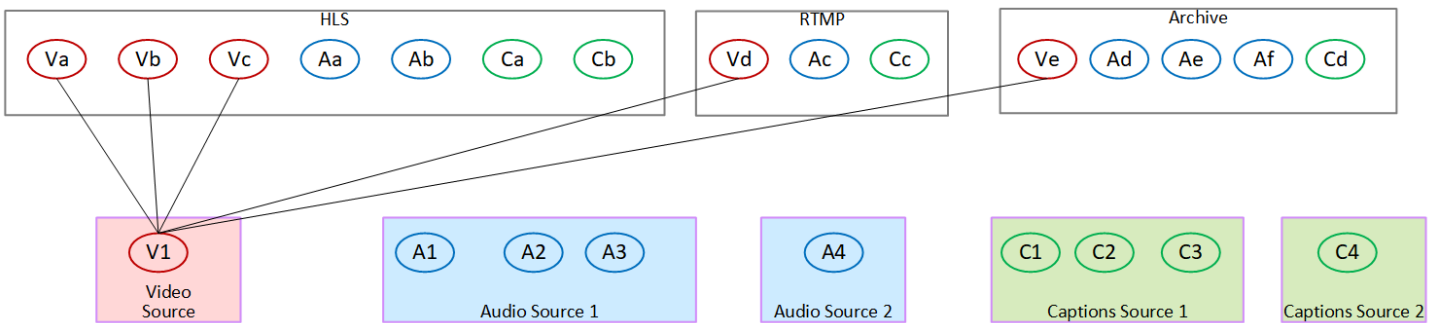 HLS
RTMP
Archive
Va Vb Vc Aa Ab Ca Cb
Vd Ac Cc
Ve Ad Ae Af Cd
V1
Video
Source
A1 A2 A3
Audio Source 1
A4
Audio Source 2
C1 C2 C3
Captions Source 1
C4
Captions Source 2